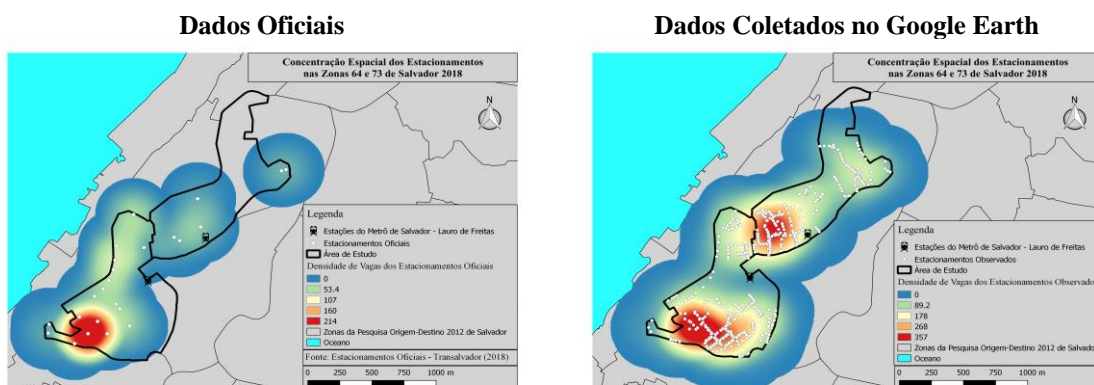 Dados Oficiais
Concentração Espacial dos Estacionamentos
nas Zonas 64 e 73 de Salvador 2018
N
Legenda
Estações do Metrô de Salvador - Lauro de Freitas
Estacionamentos Oficiais
Área de Estudo
Densidade de Vagas dos Estacionamentos Oficiais
0
53.4
107
160
214
Zonas da Pesquisa Origem-Destino 2012 de Salvador
Oceano
Fonte: Estacionamentos Oficiais - Transalvador (2018)
0 250 500 750 1000 m
Dados Coletados no Google Earth
Concentração Espacial dos Estacionamentos
nas Zonas 64 e 73 de Salvador 2018
N
Legenda
Estações do Metrô de Salvador - Lauro de Freitas
Estacionamentos Observados
Área de Estudo
Densidade de Vagas dos Estacionamentos Observado
0
89.2
178
268
357
Zonas da Pesquisa Origem-Destino 2012 de Salvado
Oceano
0 250 500 750 1000 m